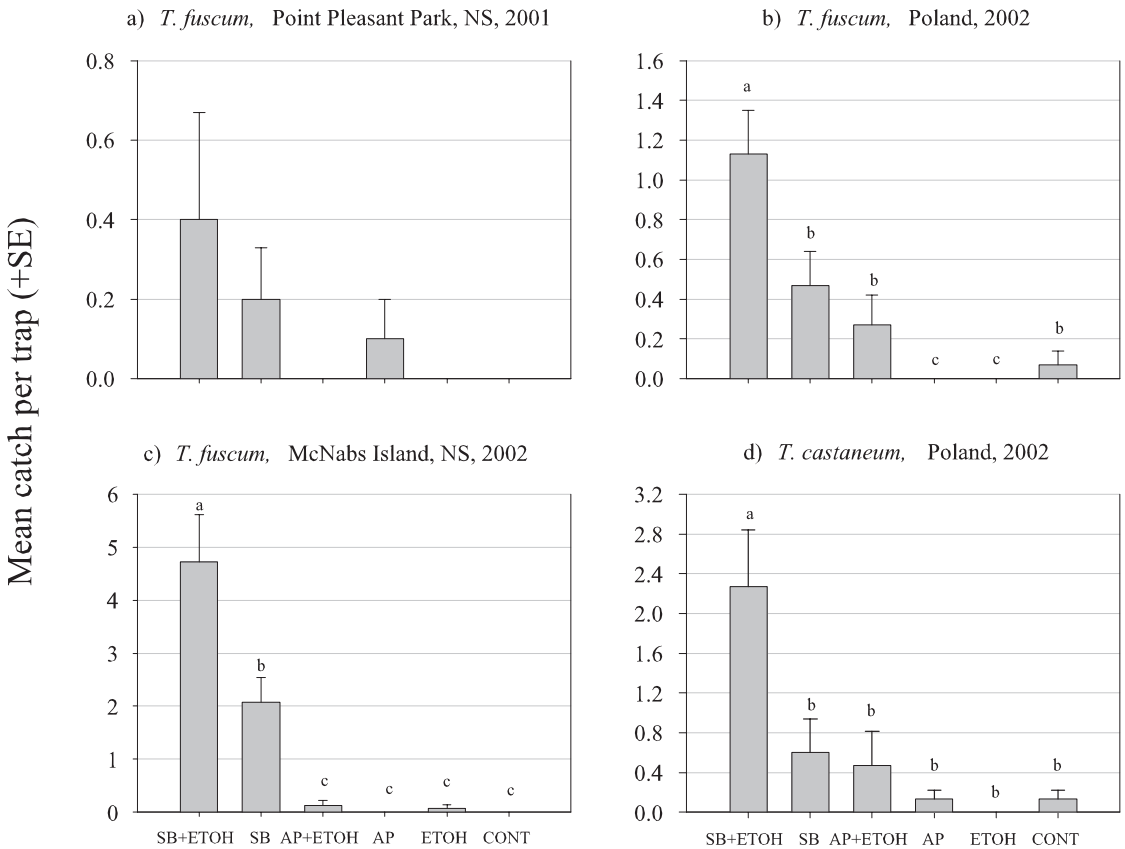 a) T. fuscum, Point Pleasant Park, NS, 2001
0.8
0.6
0.4
0.2
0.0
b) T. fuscum, Poland, 2002
1.6
1.4
1.2
1.0
0.8
0.6
0.4
0.2
0.0
a
b
b
c
c
b
Mean catch per trap (+SE)
c) T. fuscum, McNabs Island, NS, 2002
6
5
4
3
2
1
0
a
b
c
c
c
c
SB+ETOH SB AP+ETOH AP ETOH CONT
d) T. castaneum, Poland, 2002
3.2
2.8
2.4
2.0
1.6
1.2
0.8
0.4
0.0
a
b
b
b
b
b
SB+ETOH SB AP+ETOH AP ETOH CONT